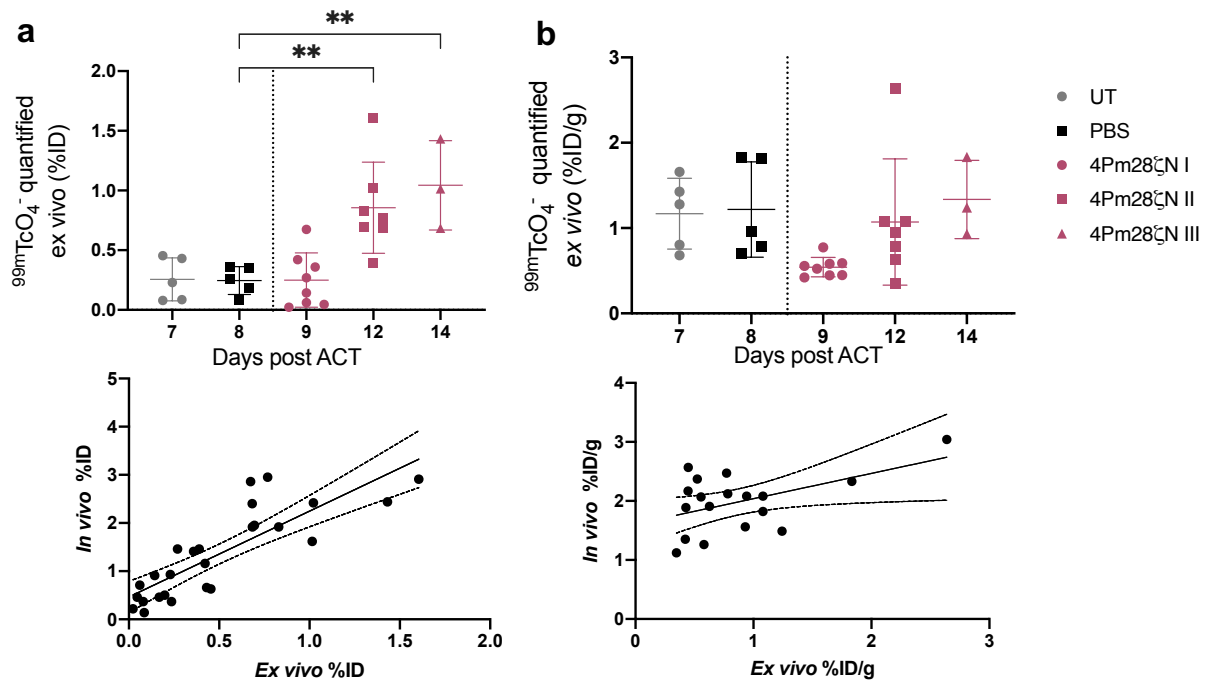 a
**
**
⁹⁹ᵐTcO₄⁻ quantified
ex vivo (%ID)
2.0
1.5
1.0
0.5
0.0
7 8 9 12 14
Days post ACT
b
⁹⁹ᵐTcO₄⁻ quantified
ex vivo (%ID/g)
3
2
1
0
7 8 9 12 14
Days post ACT
UT
PBS
4Pm28ζN I
4Pm28ζN II
4Pm28ζN III
In vivo %ID
5
4
3
2
1
0
0.0 0.5 1.0 1.5 2.0
Ex vivo %ID
In vivo %ID/g
4
3
2
1
0
0 1 2 3
Ex vivo %ID/g